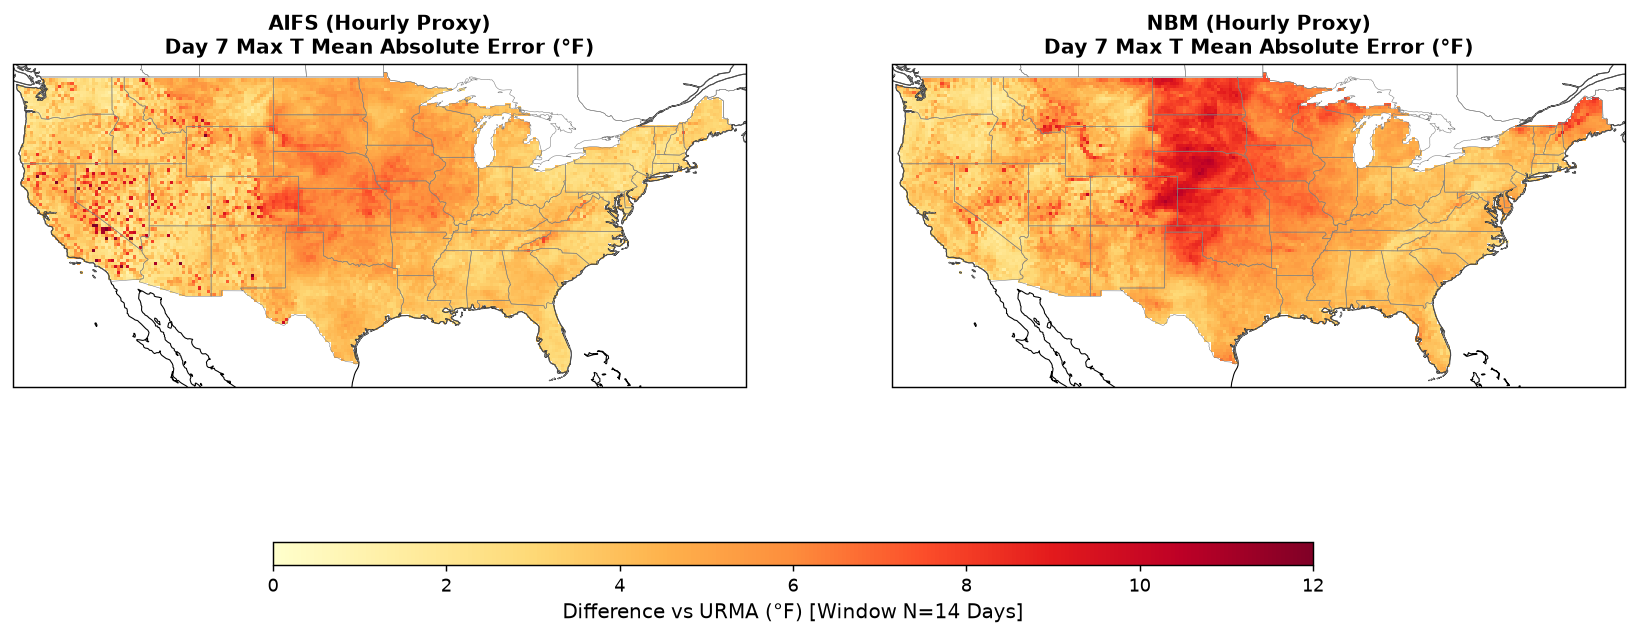 AIFS (Hourly Proxy)
Day 7 Max T Mean Absolute Error (°F)
NBM (Hourly Proxy)
Day 7 Max T Mean Absolute Error (°F)
0 2 4 6 8 10 12
Difference vs URMA (°F) [Window N=14 Days]